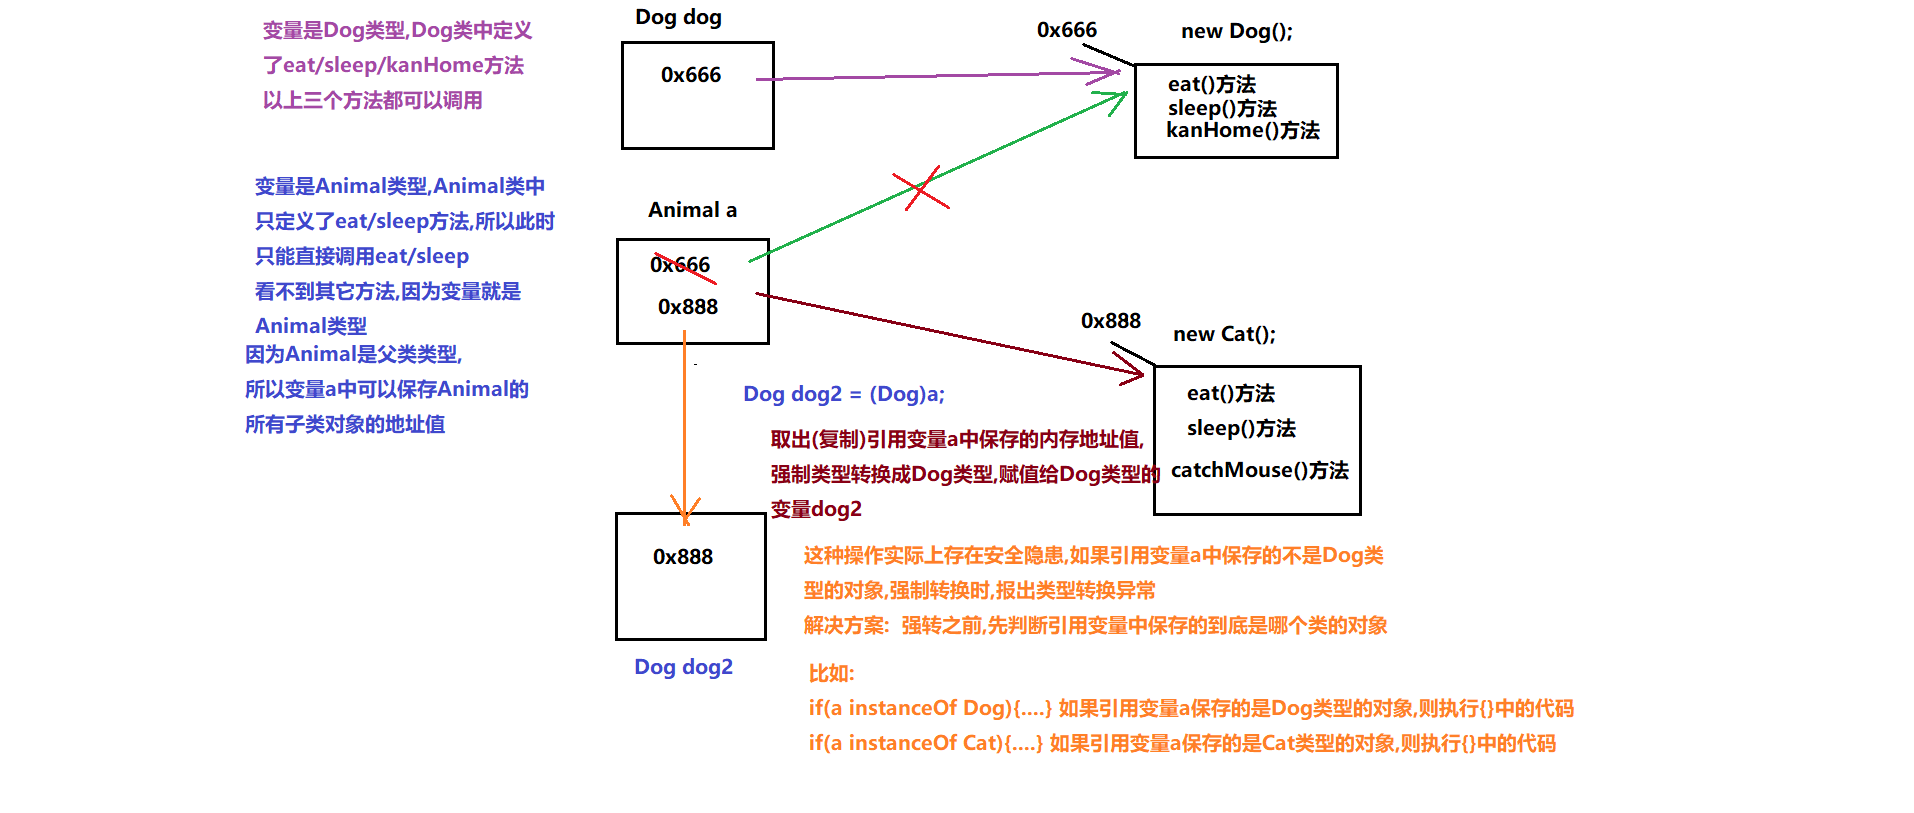 Dog dog
0x666
变量是Dog类型,Dog类中定义
了eat/sleep/kanHome方法
以上三个方法都可以调用
0x666
new Dog();
eat()方法
sleep()方法
kanHome()方法
变量是Animal类型,Animal类中
只定义了eat/sleep方法,所以此时
只能直接调用eat/sleep
看不到其它方法,因为变量就是
Animal类型
因为Animal是父类类型,
所以变量a中可以保存Animal的
所有子类对象的地址值
Animal a
0x666
0x888
0x888
new Cat();
eat()方法
sleep()方法
catchMouse()方法
Dog dog2 = (Dog)a;
取出(复制)引用变量a中保存的内存地址值,
强制类型转换成Dog类型,赋值给Dog类型的
变量dog2
0x888
Dog dog2
这种操作实际上存在安全隐患,如果引用变量a中保存的不是Dog类
型的对象,强制转换时,报出类型转换异常
解决方案: 强转之前,先判断引用变量中保存的到底是哪个类的对象
比如:
if(a instanceOf Dog){....} 如果引用变量a保存的是Dog类型的对象,则执行{}中的代码
if(a instanceOf Cat){....} 如果引用变量a保存的是Cat类型的对象,则执行{}中的代码